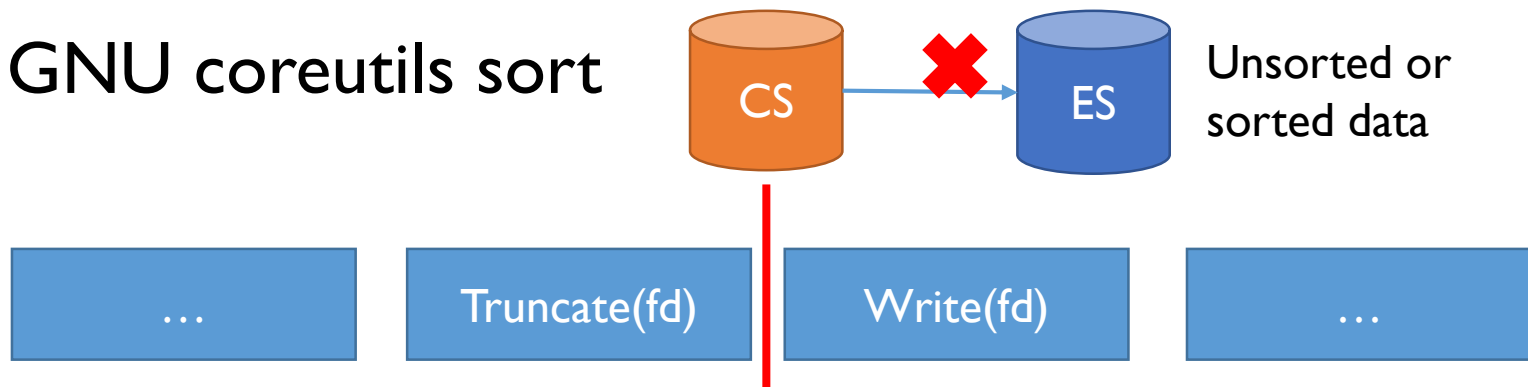 GNU coreutils sort
CS
ES
Unsorted or
sorted data
…
Truncate(fd)
Write(fd)
…